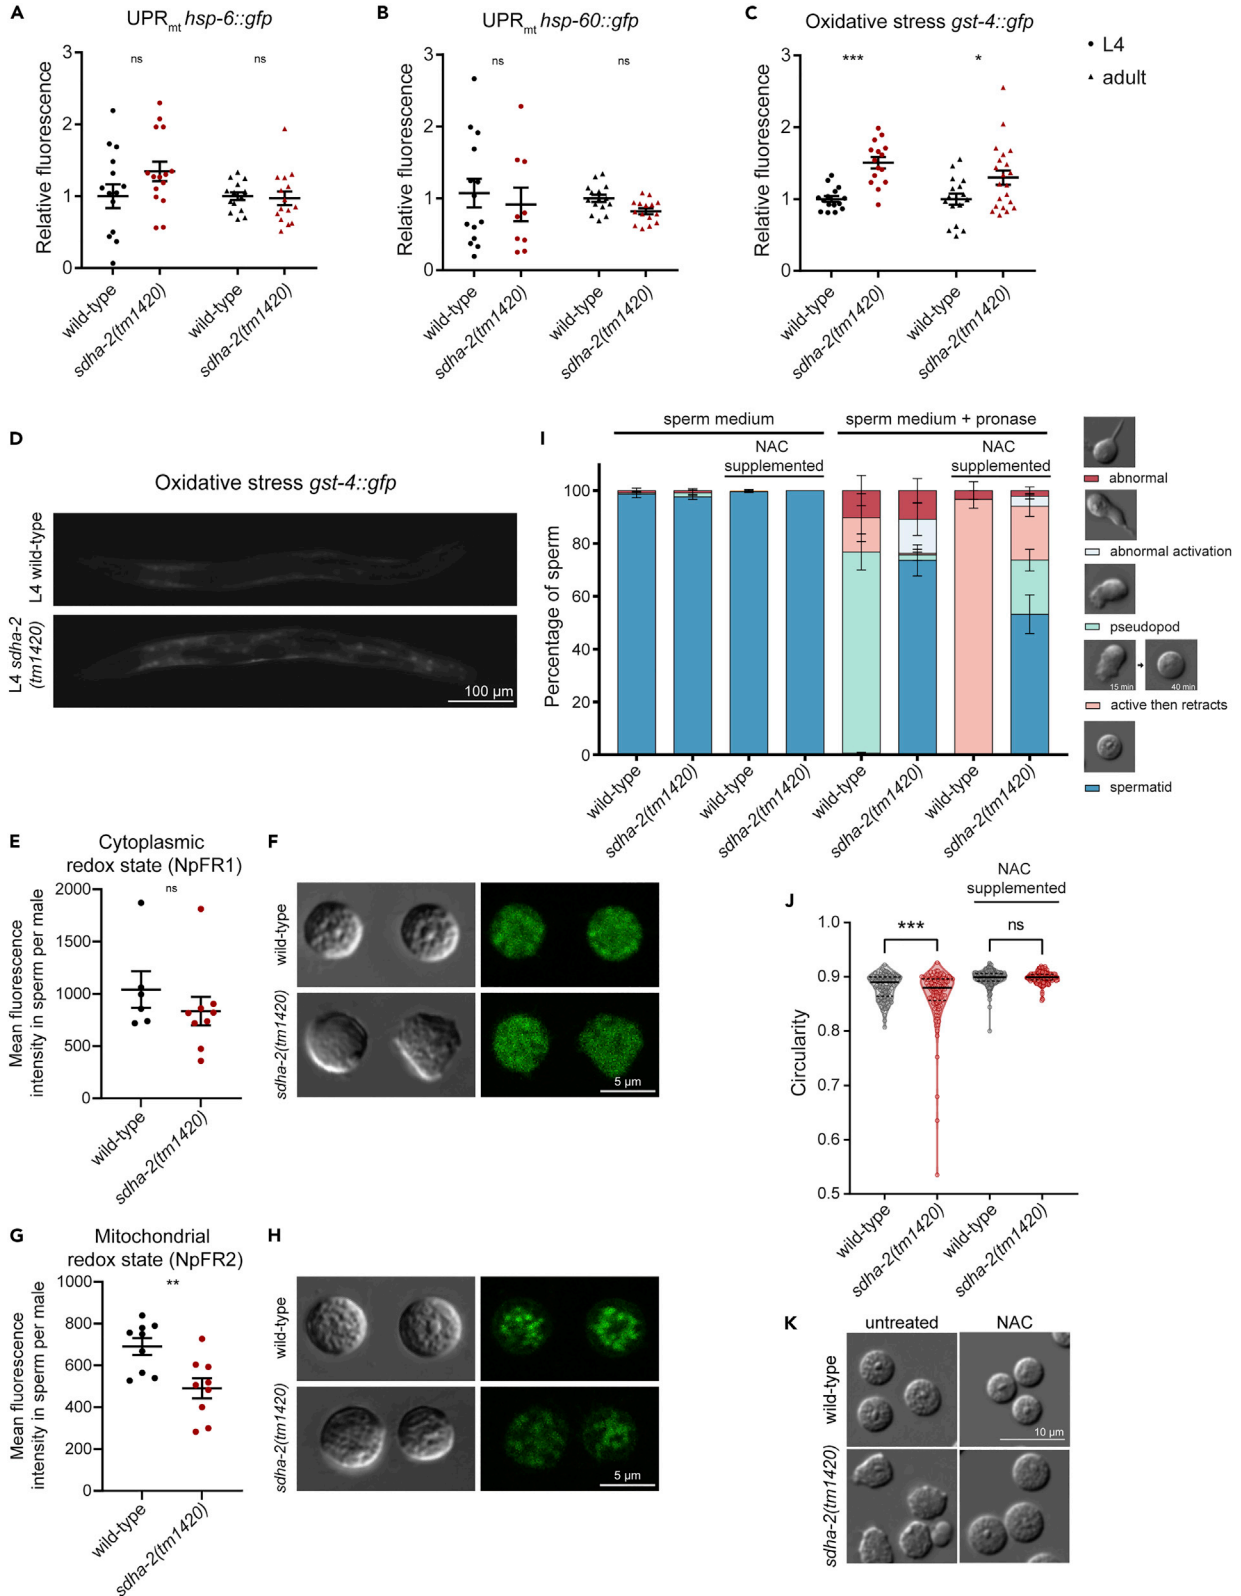 A
UPRmt hsp-6::gfp
Relative fluorescence
3
2
1
0
ns
ns
wild-type
sdha-2(tm1420)
wild-type
sdha-2(tm1420)
B
UPRmt hsp-60::gfp
Relative fluorescence
3
2
1
0
ns
ns
wild-type
sdha-2(tm1420)
wild-type
sdha-2(tm1420)
C
Oxidative stress gst-4::gfp
Relative fluorescence
3
2
1
0
***
*
wild-type
sdha-2(tm1420)
wild-type
sdha-2(tm1420)
L4
adult
D
Oxidative stress gst-4::gfp
L4 wild-type
L4 sdha-2
(tm1420)
100 µm
I
sperm medium
sperm medium + pronase
NAC
supplemented
NAC
supplemented
Percentage of sperm
100
80
60
40
20
0
wild-type
sdha-2(tm1420)
wild-type
sdha-2(tm1420)
wild-type
sdha-2(tm1420)
wild-type
sdha-2(tm1420)
abnormal
abnormal activation
pseudopod
15 min
40 min
active then retracts
spermatid
E
Cytoplasmic
redox state (NpFR1)
Mean fluorescence
intensity in sperm per male
2000
1500
1000
500
0
ns
wild-type
sdha-2(tm1420)
F
wild-type
sdha-2(tm1420)
5 µm
G
Mitochondrial
redox state (NpFR2)
Mean fluorescence
intensity in sperm per male
1000
800
600
400
200
0
**
wild-type
sdha-2(tm1420)
H
wild-type
sdha-2(tm1420)
5 µm
J
NAC
supplemented
Circularity
1.0
0.9
0.8
0.7
0.6
0.5
***
ns
wild-type
sdha-2(tm1420)
wild-type
sdha-2(tm1420)
K
untreated
NAC
wild-type
sdha-2(tm1420)
10 µm